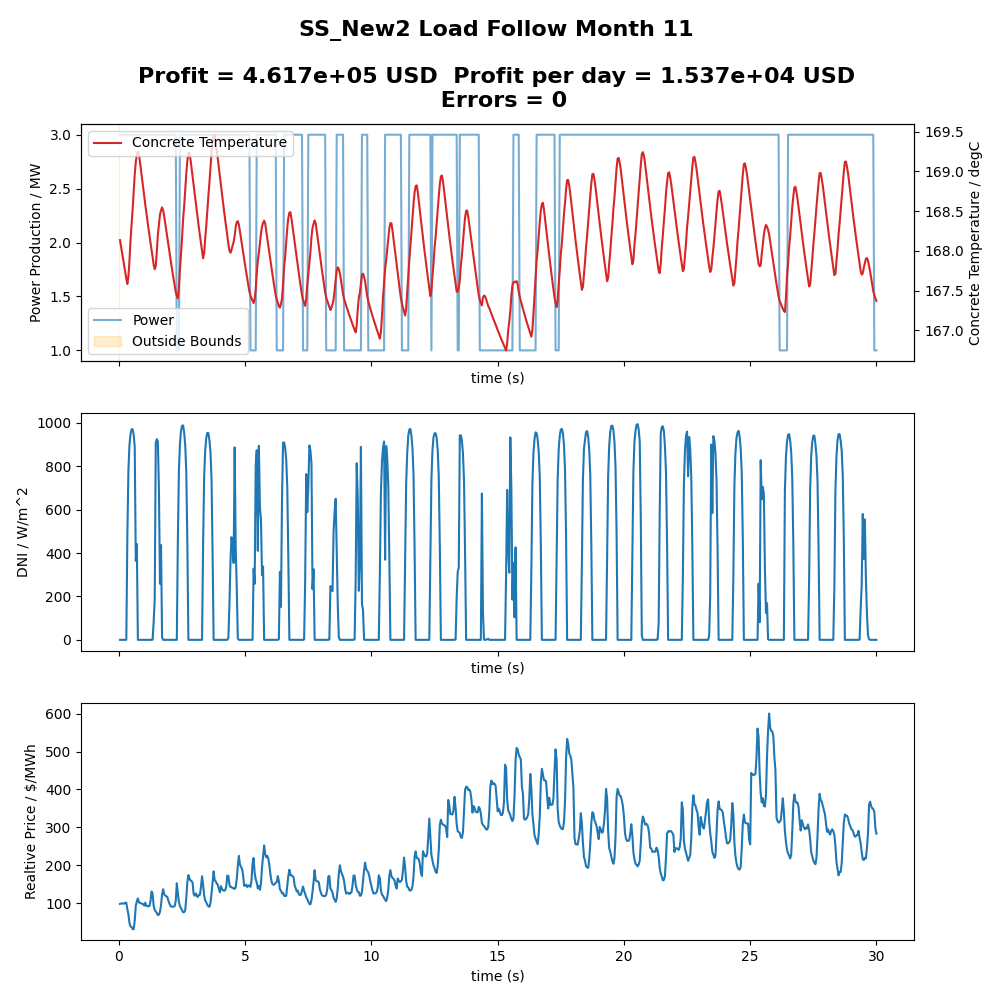 SS_New2 Load Follow Month 11
Profit = 4.617e+05 USD  Profit per day = 1.537e+04 USD
Errors = 0
Power Production / MW
3.0
2.5
2.0
1.5
1.0
Concrete Temperature
Power
Outside Bounds
169.5
169.0
168.5
168.0
167.5
167.0
Concrete Temperature / degC
time (s)
DNI / W/m^2
1000
800
600
400
200
0
time (s)
Realtive Price / $/MWh
600
500
400
300
200
100
0 5 10 15 20 25 30
time (s)